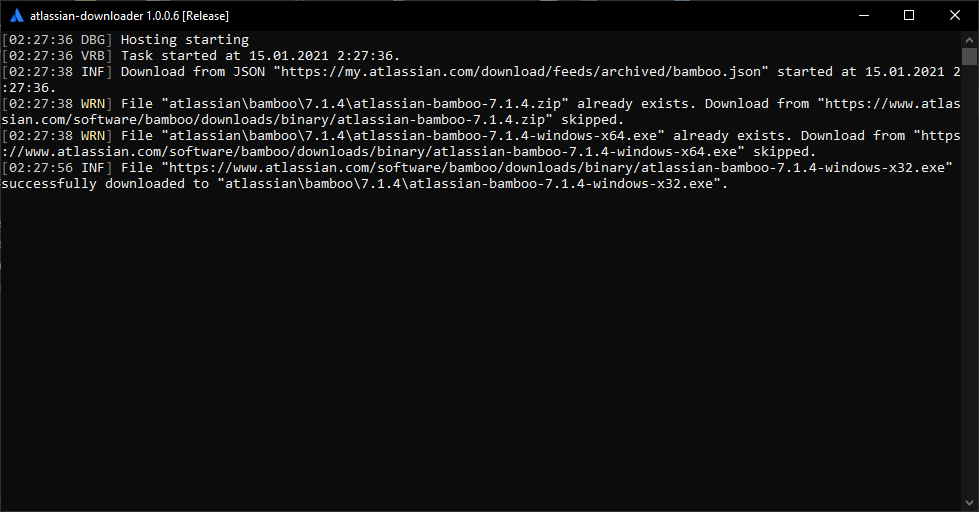 atlassian-downloader 1.0.0.6 [Release]
[02:27:36 DBG] Hosting starting
[02:27:36 VRB] Task started at 15.01.2021 2:27:36.
[02:27:38 INF] Download from JSON "https://my.atlassian.com/download/feeds/archived/bamboo.json" started at 15.01.2021 2
:27:36.
[02:27:38 WRN] File "atlassian\bamboo\7.1.4\atlassian-bamboo-7.1.4.zip" already exists. Download from "https://www.atlas
sian.com/software/bamboo/downloads/binary/atlassian-bamboo-7.1.4.zip" skipped.
[02:27:38 WRN] File "atlassian\bamboo\7.1.4\atlassian-bamboo-7.1.4-windows-x64.exe" already exists. Download from "https
://www.atlassian.com/software/bamboo/downloads/binary/atlassian-bamboo-7.1.4-windows-x64.exe" skipped.
[02:27:56 INF] File "https://www.atlassian.com/software/bamboo/downloads/binary/atlassian-bamboo-7.1.4-windows-x32.exe"
successfully downloaded to "atlassian\bamboo\7.1.4\atlassian-bamboo-7.1.4-windows-x32.exe".